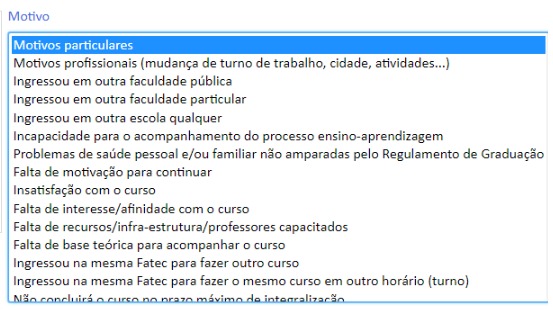 Motivo
Motivos particulares
Motivos profissionais (mudança de turno de trabalho, cidade, atividades...)
Ingressou em outra faculdade pública
Ingressou em outra faculdade particular
Ingressou em outra escola qualquer
Incapacidade para o acompanhamento do processo ensino-aprendizagem
Problemas de saúde pessoal e/ou familiar não amparadas pelo Regulamento de Graduação
Falta de motivação para continuar
Insatisfação com o curso
Falta de interesse/afinidade com o curso
Falta de recursos/infra-estrutura/professores capacitados
Falta de base teórica para acompanhar o curso
Ingressou na mesma Fatec para fazer outro curso
Ingressou na mesma Fatec para fazer o mesmo curso em outro horário (turno)
Não concluirá o curso no prazo máximo de integralização